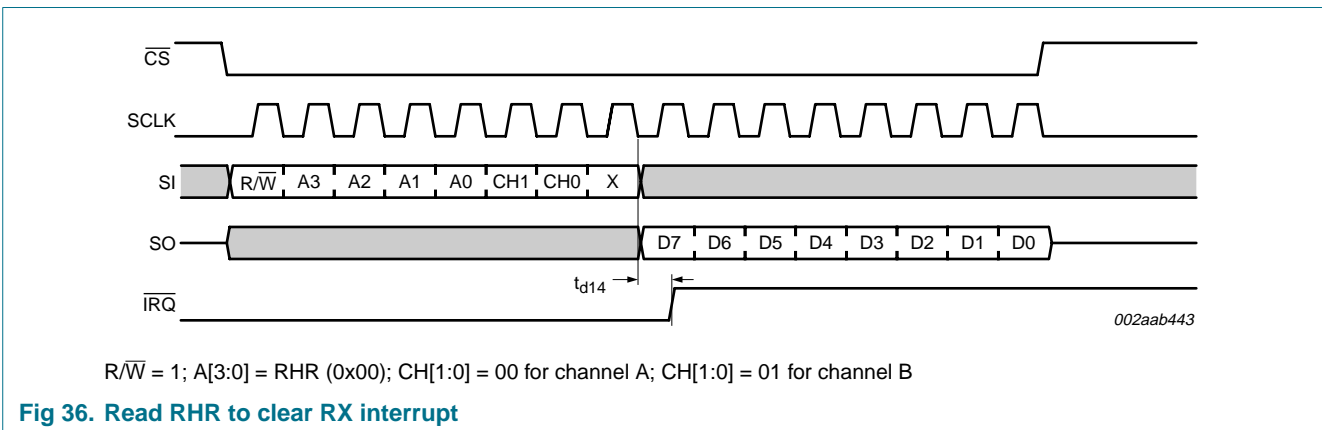 C̅S̅
SCLK
SI R/W̅ A3 A2 A1 A0 CH1 CH0 X
SO D7 D6 D5 D4 D3 D2 D1 D0
td14
I̅R̅Q̅
002aab443
R/W̅ = 1; A[3:0] = RHR (0x00); CH[1:0] = 00 for channel A; CH[1:0] = 01 for channel B
Fig 36. Read RHR to clear RX interrupt